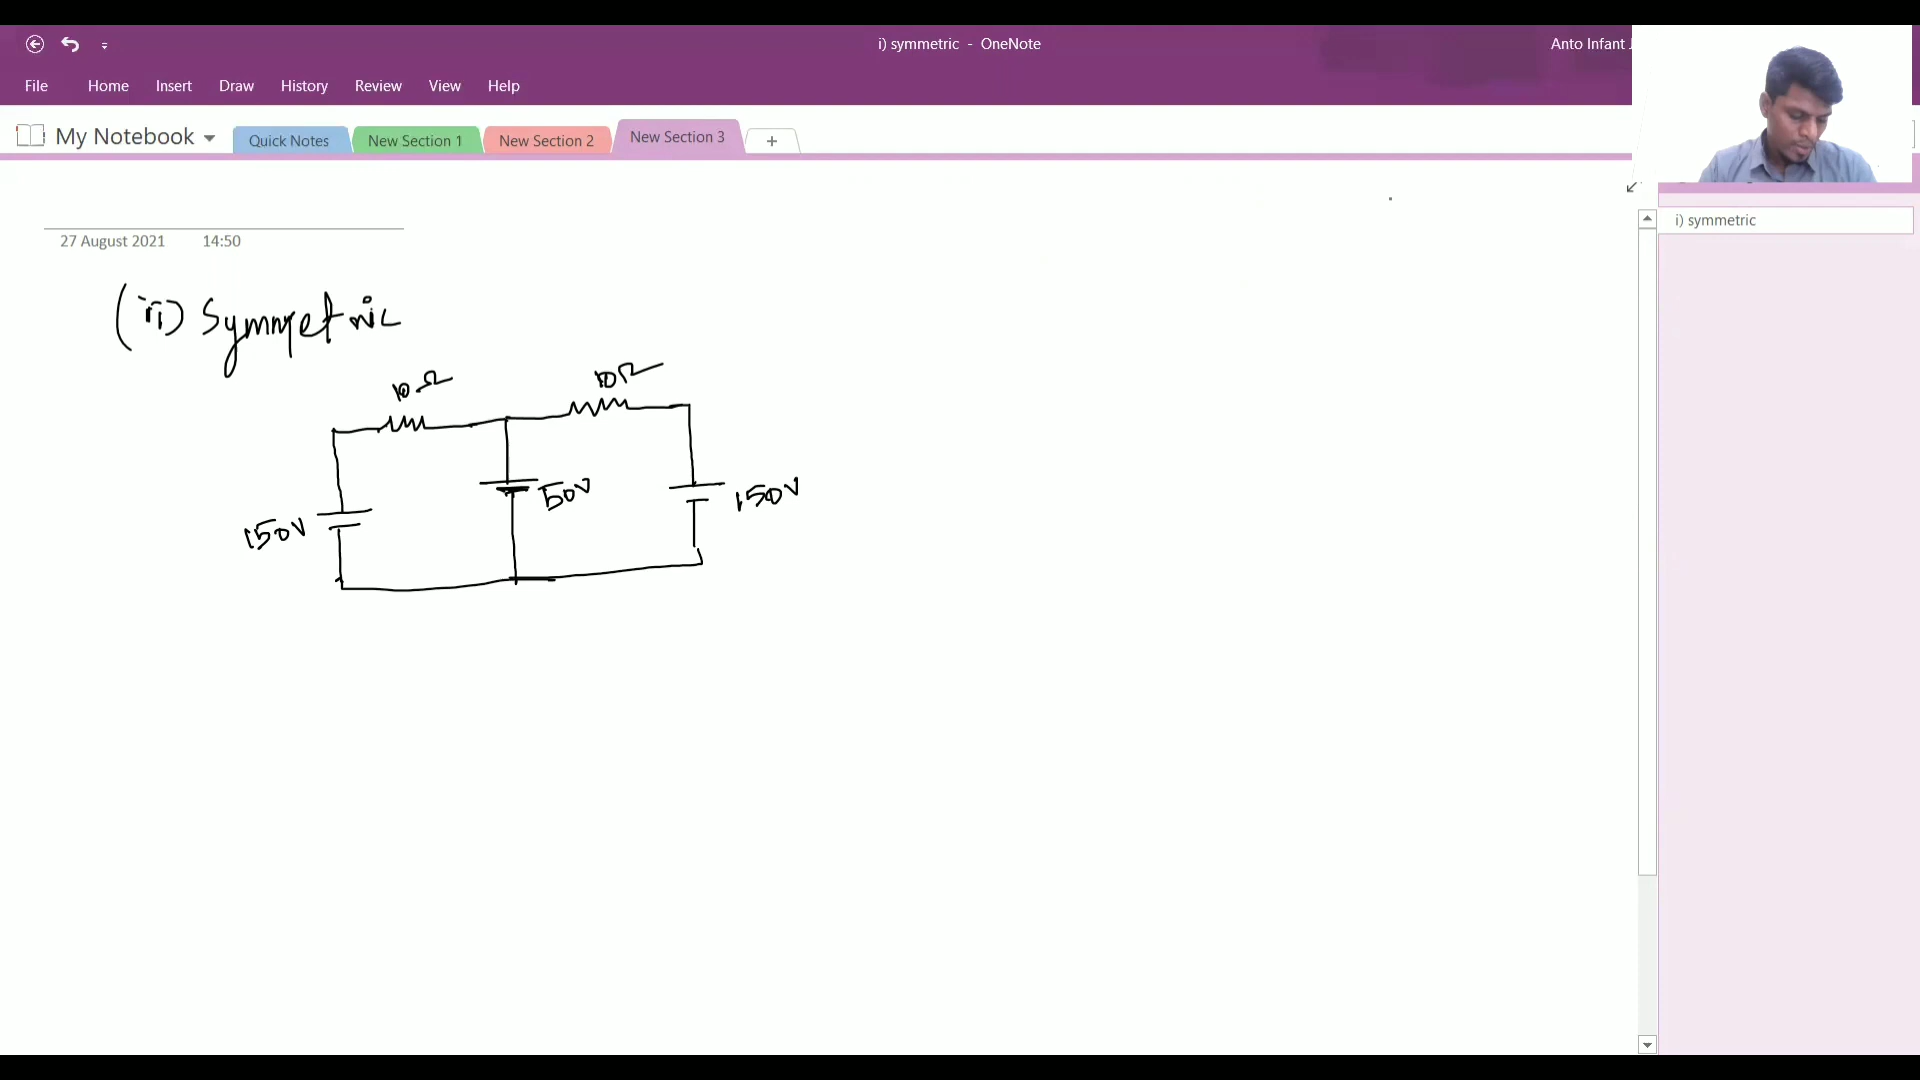 i) symmetric - OneNote
Anto Infant J
File Home Insert Draw History Review View Help
My Notebook Quick Notes New Section 1 New Section 2 New Section 3 +
i) symmetric
27 August 2021 14:50
(ii) Symmetric
10 Ω 10Ω
150V 50V 150V